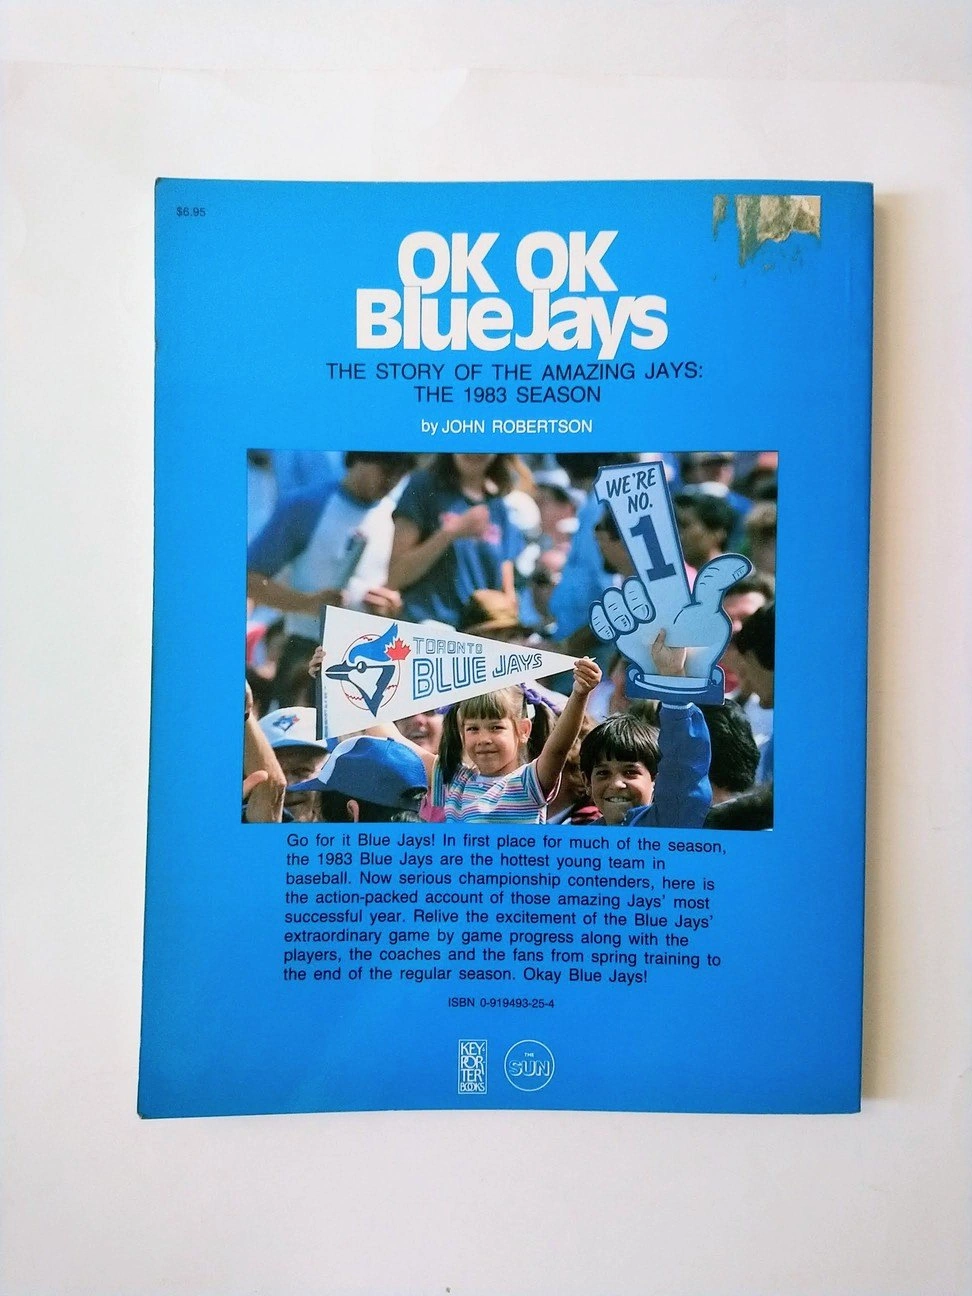 $6.95
OK OK
Blue Jays
THE STORY OF THE AMAZING JAYS:
THE 1983 SEASON
by JOHN ROBERTSON
WE'RE
NO.
1
TORONTO
BLUE JAYS
Go for it Blue Jays! In first place for much of the season,
the 1983 Blue Jays are the hottest young team in
baseball. Now serious championship contenders, here is
the action-packed account of those amazing Jays' most
successful year. Relive the excitement of the Blue Jays'
extraordinary game by game progress along with the
players, the coaches and the fans from spring training to
the end of the regular season. Okay Blue Jays!
ISBN 0-919493-25-4
KEY
POR
TER
BOOKS
THE
SUN